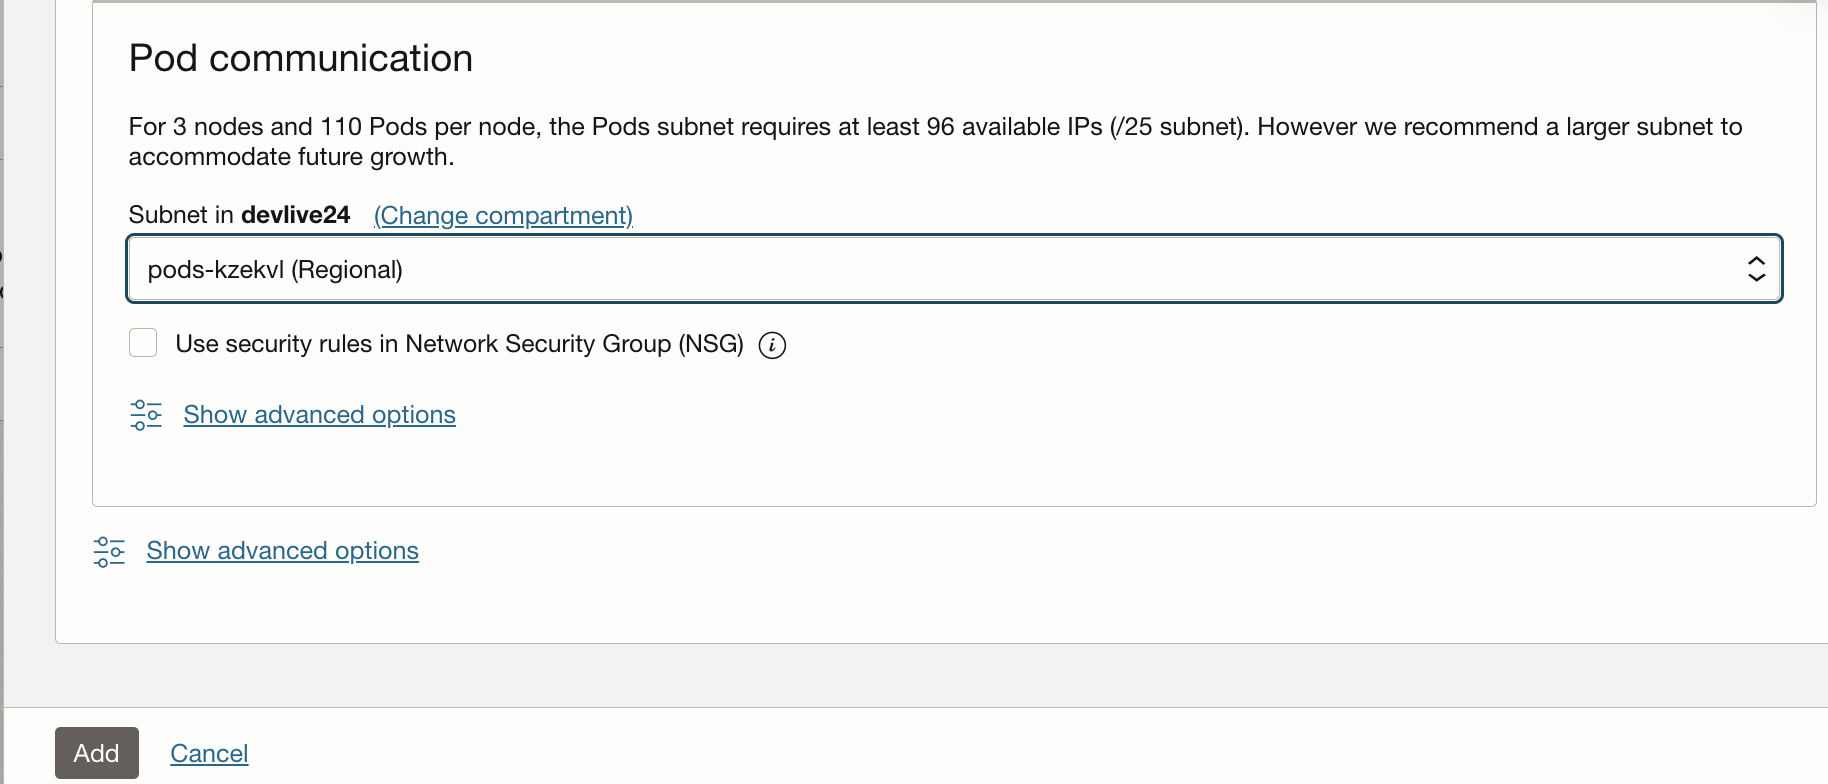 Pod communication
For 3 nodes and 110 Pods per node, the Pods subnet requires at least 96 available IPs (/25 subnet). However we recommend a larger subnet to
accommodate future growth.
Subnet in devlive24 (Change compartment)
pods-kzekvl (Regional)
Use security rules in Network Security Group (NSG) i
Show advanced options
Show advanced options
Add Cancel